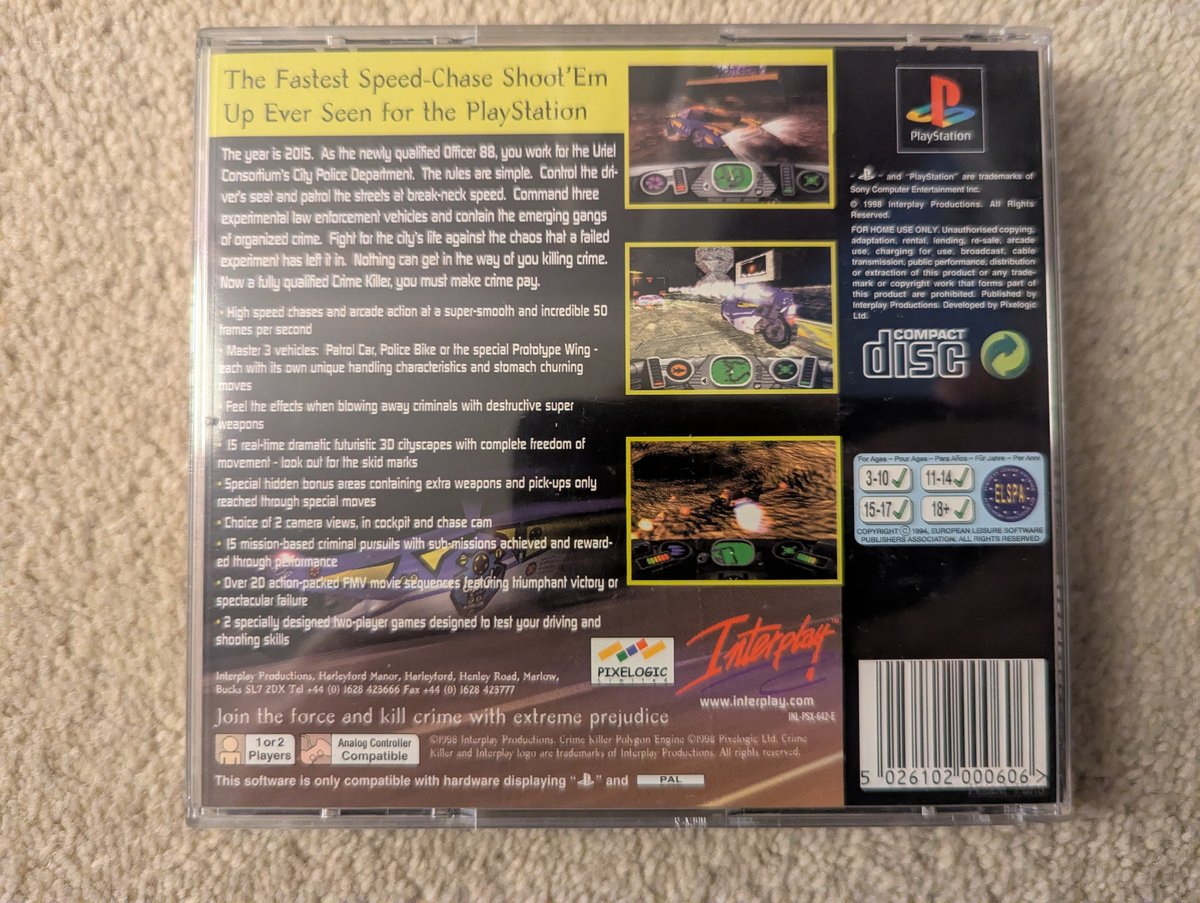 The Fastest Speed-Chase Shoot'Em
Up Ever Seen for the PlayStation
The year is 2015. As the newly qualified Officer 88, you work for the Uriel
Consortium's City Police Department. The rules are simple. Control the dri-
ver's seat and patrol the streets at break-neck speed. Command three
experimental law enforcement vehicles and contain the emerging gangs
of organized crime. Fight for the city's life against the chaos that a failed
experiment has left it in. Nothing can get in the way of you killing crime.
Now a fully qualified Crime Killer, you must make crime pay.
• High speed chases and arcade action at a super-smooth and incredible 50
frames per second
• Master 3 vehicles: Patrol Car, Police Bike or the special Prototype Wing -
each with its own unique handling characteristics and stomach churning
moves
• Feel the effects when blowing away criminals with destructive super
weapons
• 15 real-time dramatic futuristic 3D cityscapes with complete freedom of
movement - look out for the skid marks
• Special hidden bonus areas containing extra weapons and pick-ups only
reached through special moves
• Choice of 2 camera views, in cockpit and chase cam
• 15 mission-based criminal pursuits with sub-missions achieved and reward-
ed through performance
• Over 20 action-packed FMV movie sequences featuring triumphant victory or
spectacular failure
• 2 specially designed two-player games designed to test your driving and
shooting skills
PIXELOGIC
Limited
Interplay™
www.interplay.com
INL-PSX-642-E
Interplay Productions, Harleyford Manor, Harleyford, Henley Road, Marlow,
Bucks SL7 2DX Tel +44 (0) 1628 423666 Fax +44 (0) 1628 423777
Join the force and kill crime with extreme prejudice
1 or 2
Players
Analog Controller
Compatible
©1998 Interplay Productions. Crime Killer Polygon Engine ©1998 Pixelogic Ltd. Crime
Killer and Interplay logo are trademarks of Interplay Productions. All rights reserved.
This software is only compatible with hardware displaying "PS" and PAL
PlayStation
"PS" and "PlayStation" are trademarks of
Sony Computer Entertainment Inc.
© 1998 Interplay Productions. All Rights
Reserved.
FOR HOME USE ONLY. Unauthorised copying,
adaptation, rental, lending, re-sale, arcade
use, charging for use, broadcast, cable
transmission, public performance, distribution
or extraction of this product or any trade-
mark or copyright work that forms part of
this product are prohibited. Published by
Interplay Productions. Developed by Pixelogic
Ltd.
COMPACT
disc
For Ages – Pour Ages – Para Años – Für Jahre – Per Anni
3-10 ✓ 11-14 ✓
15-17 ✓ 18+ ✓
ELSPA
COPYRIGHT © 1994, EUROPEAN LEISURE SOFTWARE
PUBLISHERS ASSOCIATION. ALL RIGHTS RESERVED
5 026102 000606 >